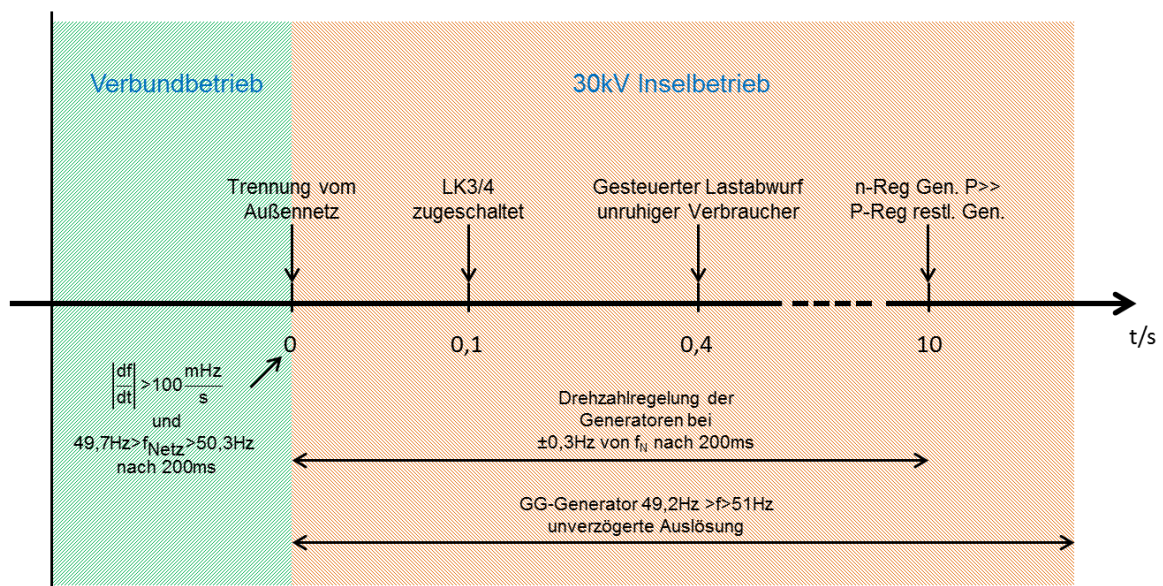 Verbundbetrieb
30kV Inselbetrieb
Trennung vom
Außennetz
LK3/4
zugeschaltet
Gesteuerter Lastabwurf
unruhiger Verbraucher
n-Reg Gen. P>>
P-Reg restl. Gen.
0
0,1
0,4
10
t/s
|df/dt| >100 mHz/s
und
49,7Hz>f_Netz>50,3Hz
nach 200ms
Drehzahlregelung der
Generatoren bei
±0,3Hz von f_N nach 200ms
GG-Generator 49,2Hz >f>51Hz
unverzögerte Auslösung